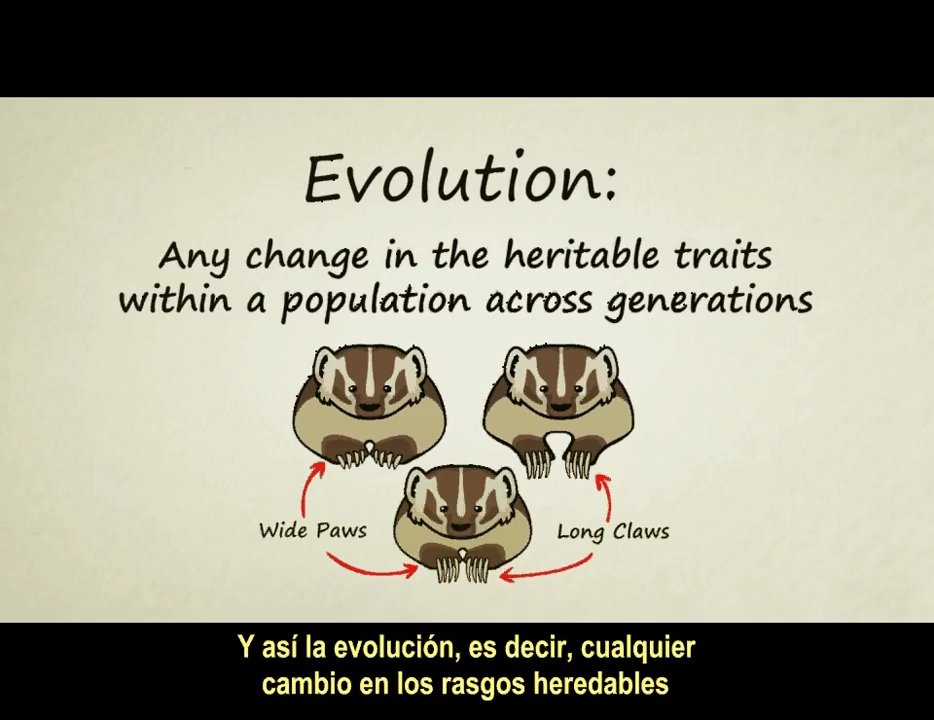 Evolution:
Any change in the heritable traits
within a population across generations
Wide Paws
Long Claws
Y así la evolución, es decir, cualquier
cambio en los rasgos heredables